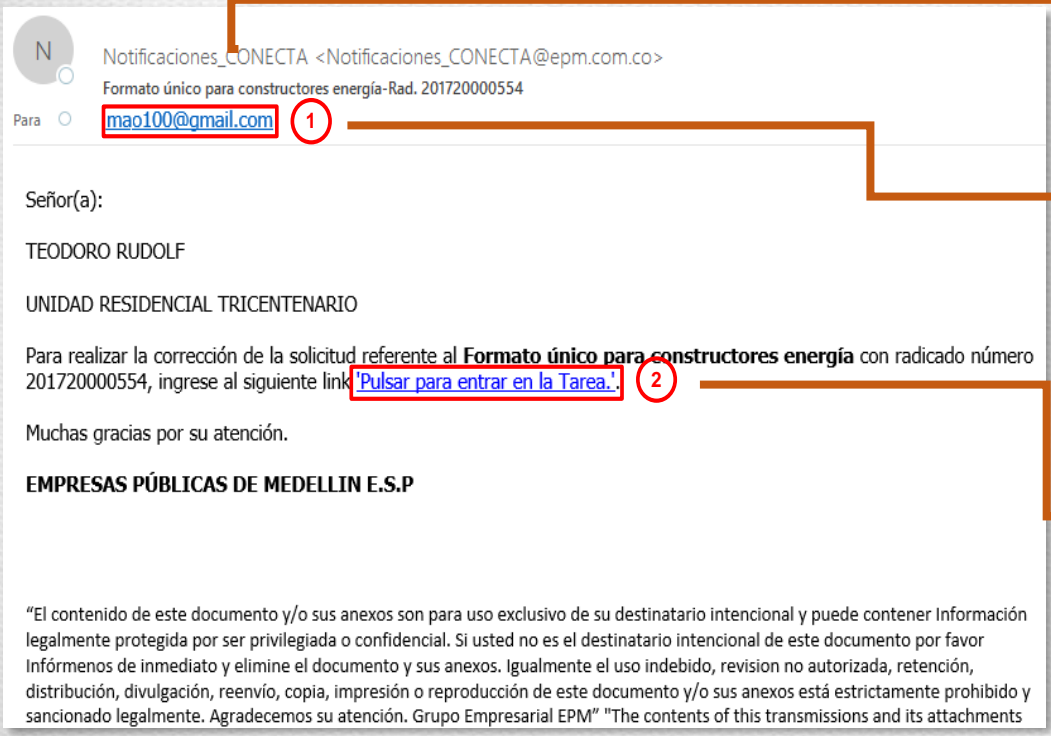 N
Notificaciones_CONECTA <Notificaciones_CONECTA@epm.com.co>
Formato único para constructores energía-Rad. 201720000554
Para mao100@gmail.com 1
Señor(a):
TEODORO RUDOLF
UNIDAD RESIDENCIAL TRICENTENARIO
Para realizar la corrección de la solicitud referente al Formato único para constructores energía con radicado número
201720000554, ingrese al siguiente link 'Pulsar para entrar en la Tarea.'. 2
Muchas gracias por su atención.
EMPRESAS PÚBLICAS DE MEDELLIN E.S.P
“El contenido de este documento y/o sus anexos son para uso exclusivo de su destinatario intencional y puede contener Información
legalmente protegida por ser privilegiada o confidencial. Si usted no es el destinatario intencional de este documento por favor
Infórmenos de inmediato y elimine el documento y sus anexos. Igualmente el uso indebido, revision no autorizada, retención,
distribución, divulgación, reenvío, copia, impresión o reproducción de este documento y/o sus anexos está estrictamente prohibido y
sancionado legalmente. Agradecemos su atención. Grupo Empresarial EPM” "The contents of this transmissions and its attachments